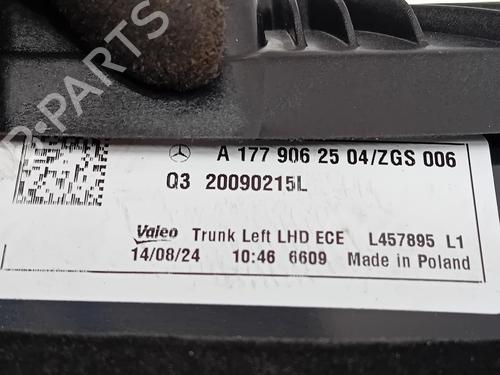 B-PARTS
A 177 906 25 04/ZGS 006
Q3 20090215L
Valeo Trunk Left LHD ECE L457895 L1
14/08/24 10:46 6609 Made in Poland